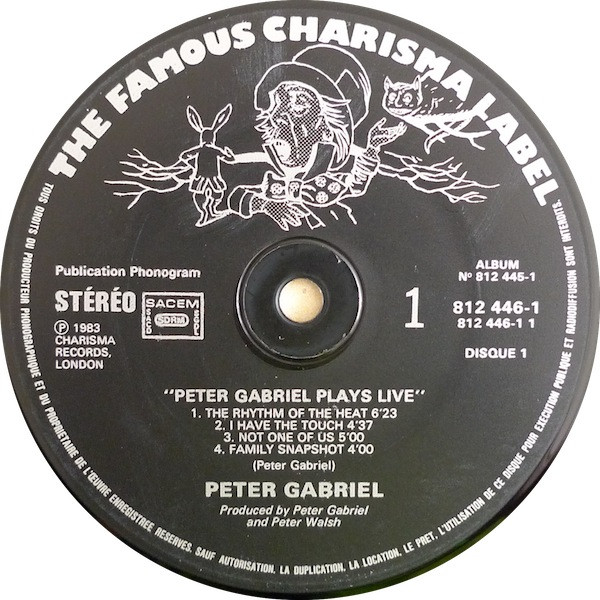 THE FAMOUS CHARISMA LABEL
Publication Phonogram
STÉRÉO
SACEM
SACD
SDRM
SGDL
Ⓟ 1983
CHARISMA
RECORDS,
LONDON
1
ALBUM
Nº 812 445-1
812 446-1
812 446-1 1
DISQUE 1
"PETER GABRIEL PLAYS LIVE"
1. THE RHYTHM OF THE HEAT 6'23
2. I HAVE THE TOUCH 4'37
3. NOT ONE OF US 5'00
4. FAMILY SNAPSHOT 4'00
(Peter Gabriel)
PETER GABRIEL
Produced by Peter Gabriel
and Peter Walsh
TOUS DROITS DU PRODUCTEUR PHONOGRAPHIQUE ET DU PROPRIETAIRE DE L'ŒUVRE ENREGISTREE RESERVES. SAUF AUTORISATION. LA DUPLICATION. LA LOCATION. LE PRET. L'UTILISATION DE CE DISQUE POUR EXECUTION PUBLIQUE ET RADIODIFFUSION SONT INTERDITS.